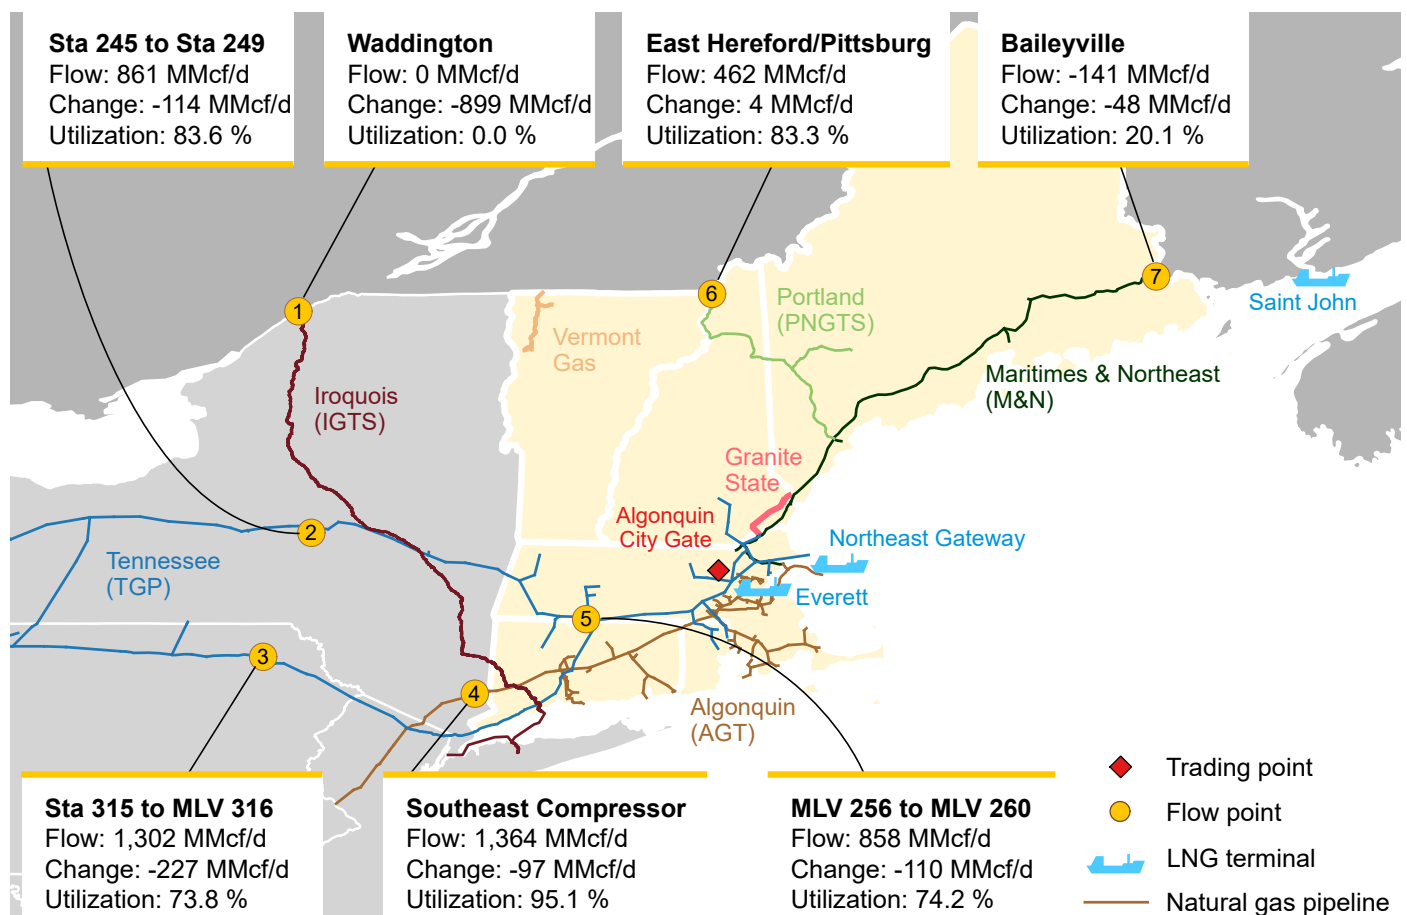 Sta 245 to Sta 249
Flow: 861 MMcf/d
Change: -114 MMcf/d
Utilization: 83.6 %
Waddington
Flow: 0 MMcf/d
Change: -899 MMcf/d
Utilization: 0.0 %
East Hereford/Pittsburg
Flow: 462 MMcf/d
Change: 4 MMcf/d
Utilization: 83.3 %
Baileyville
Flow: -141 MMcf/d
Change: -48 MMcf/d
Utilization: 20.1 %
1
6
7
Saint John
Portland
(PNGTS)
Vermont
Gas
Maritimes & Northeast
(M&N)
Iroquois
(IGTS)
Granite
State
Algonquin
City Gate
2
Northeast Gateway
Tennessee
(TGP)
Everett
5
3
4
Algonquin
(AGT)
Sta 315 to MLV 316
Flow: 1,302 MMcf/d
Change: -227 MMcf/d
Utilization: 73.8 %
Southeast Compressor
Flow: 1,364 MMcf/d
Change: -97 MMcf/d
Utilization: 95.1 %
MLV 256 to MLV 260
Flow: 858 MMcf/d
Change: -110 MMcf/d
Utilization: 74.2 %
Trading point
Flow point
LNG terminal
Natural gas pipeline